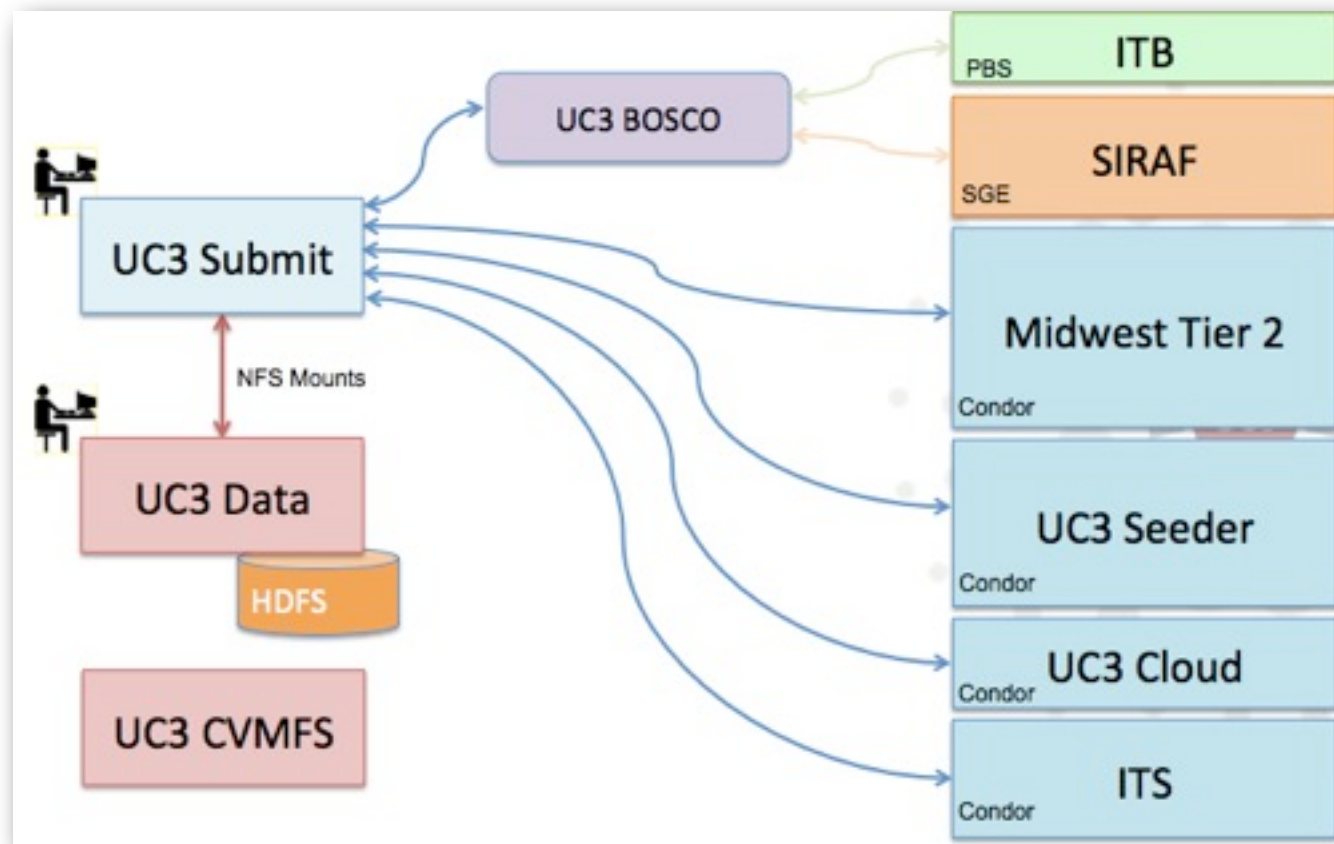 ITB
PBS
UC3 BOSCO
SIRAF
SGE
UC3 Submit
Midwest Tier 2
Condor
NFS Mounts
UC3 Data
UC3 Seeder
Condor
HDFS
UC3 Cloud
Condor
UC3 CVMFS
ITS
Condor